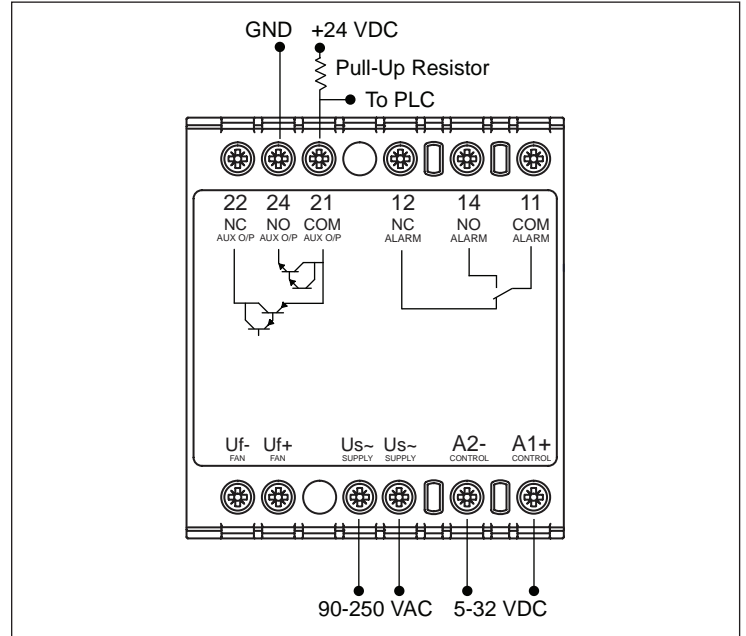 GND +24 VDC
Pull-Up Resistor
To PLC
22 24 21 12 14 11
NC NO COM NC NO COM
AUX O/P AUX O/P AUX O/P ALARM ALARM ALARM
Uf- Uf+ Us~ Us~ A2- A1+
FAN FAN SUPPLY SUPPLY CONTROL CONTROL
90-250 VAC 5-32 VDC